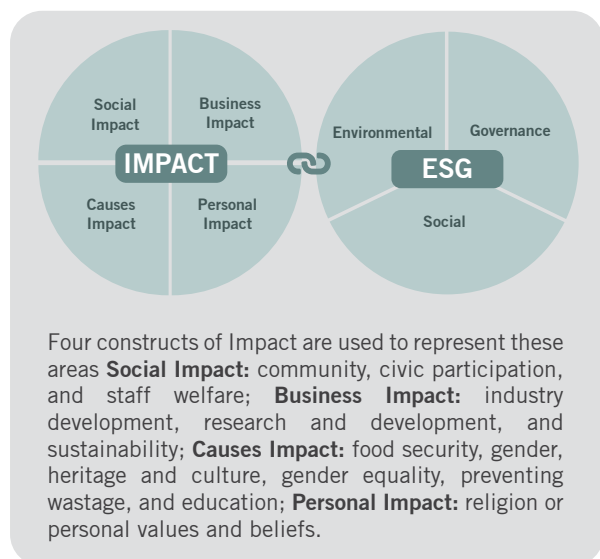 Social
Impact
Business
Impact
IMPACT
Causes
Impact
Personal
Impact
Environmental
Governance
ESG
Social
Four constructs of Impact are used to represent these
areas Social Impact: community, civic participation,
and staff welfare; Business Impact: industry
development, research and development, and
sustainability; Causes Impact: food security, gender,
heritage and culture, gender equality, preventing
wastage, and education; Personal Impact: religion or
personal values and beliefs.